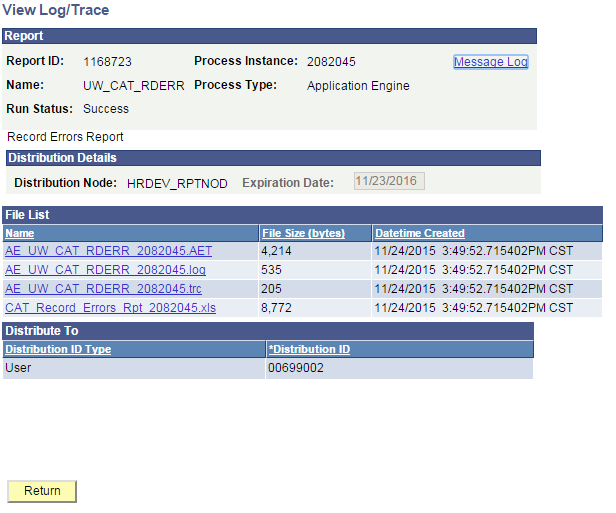 View Log/Trace
Report
Report ID: 1168723 Process Instance: 2082045 Message Log
Name: UW_CAT_RDERR Process Type: Application Engine
Run Status: Success
Record Errors Report
Distribution Details
Distribution Node: HRDEV_RPTNOD Expiration Date: 11/23/2016
File List
Name File Size (bytes) Datetime Created
AE_UW_CAT_RDERR_2082045.AET 4,214 11/24/2015 3:49:52.715402PM CST
AE_UW_CAT_RDERR_2082045.log 535 11/24/2015 3:49:52.715402PM CST
AE_UW_CAT_RDERR_2082045.trc 205 11/24/2015 3:49:52.715402PM CST
CAT_Record_Errors_Rpt_2082045.xls 8,772 11/24/2015 3:49:52.715402PM CST
Distribute To
Distribution ID Type *Distribution ID
User 00699002
Return